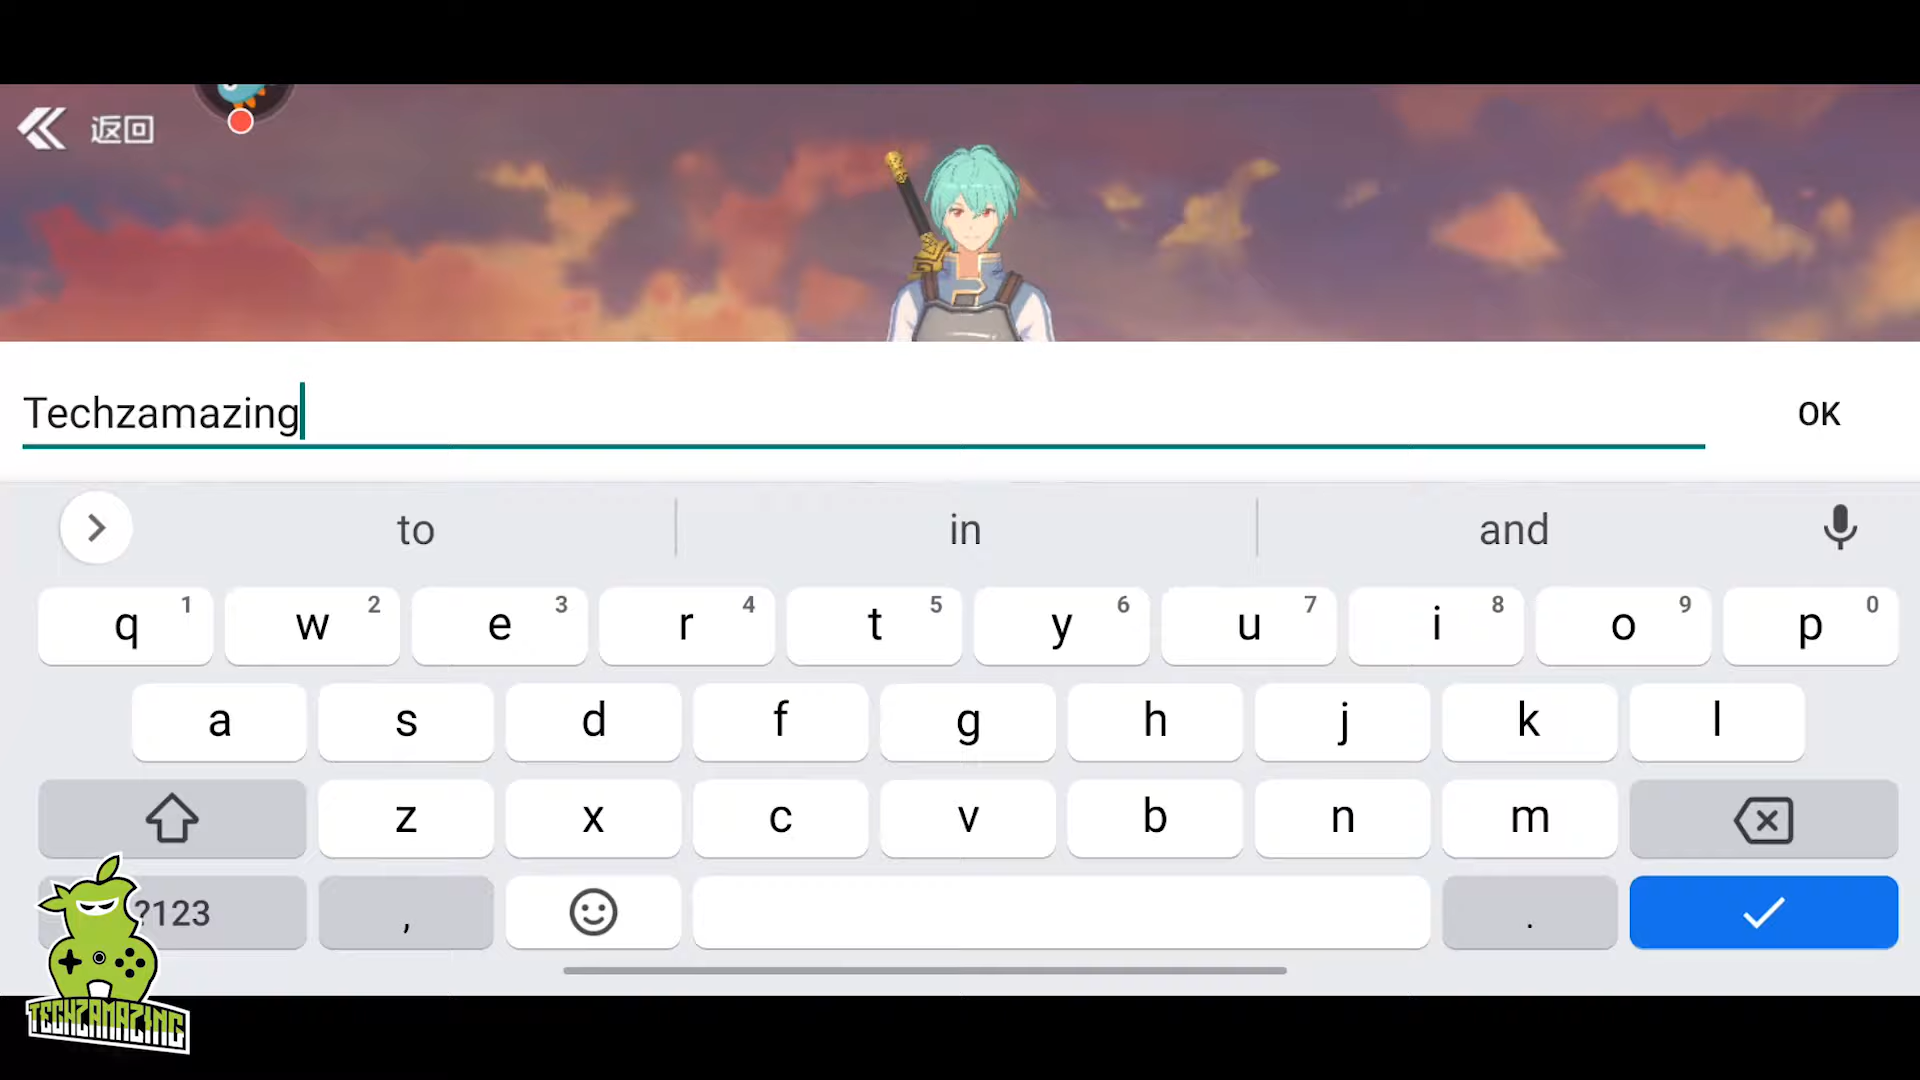 返回
Techzamazing
OK
to in and
q 1 w 2 e 3 r 4 t 5 y 6 u 7 i 8 o 9 p 0
a s d f g h j k l
z x c v b n m
?123 , .
TECHZAMAZING